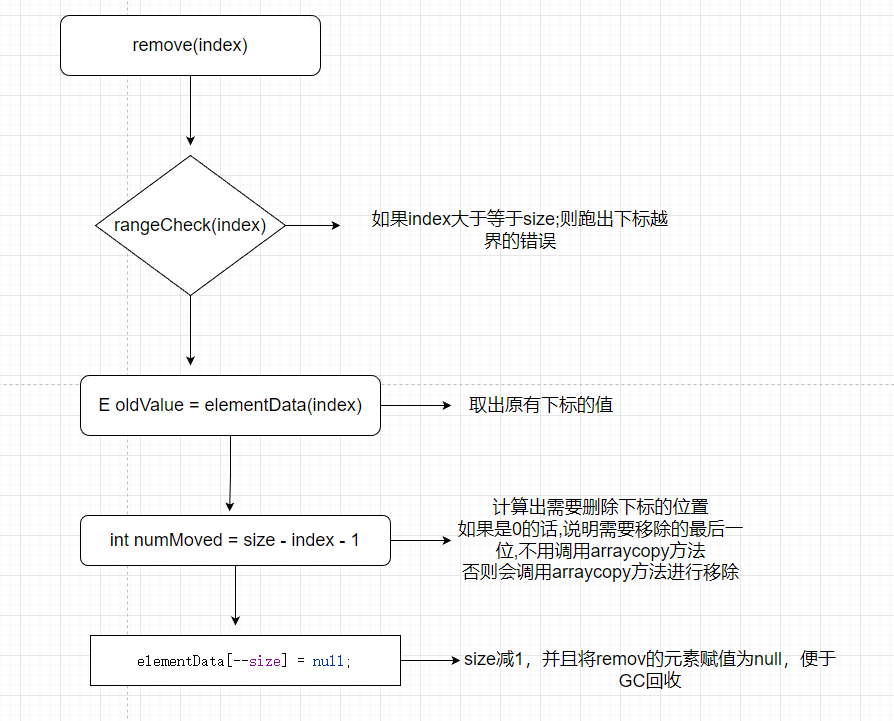 remove(index)
rangeCheck(index)
如果index大于等于size;则跑出下标越
界的错误
E oldValue = elementData(index)
取出原有下标的值
int numMoved = size - index - 1
计算出需要删除下标的位置
如果是0的话,说明需要移除的最后一
位,不用调用arraycopy方法
否则会调用arraycopy方法进行移除
elementData[--size] = null;
size减1，并且将remov的元素赋值为null，便于
GC回收